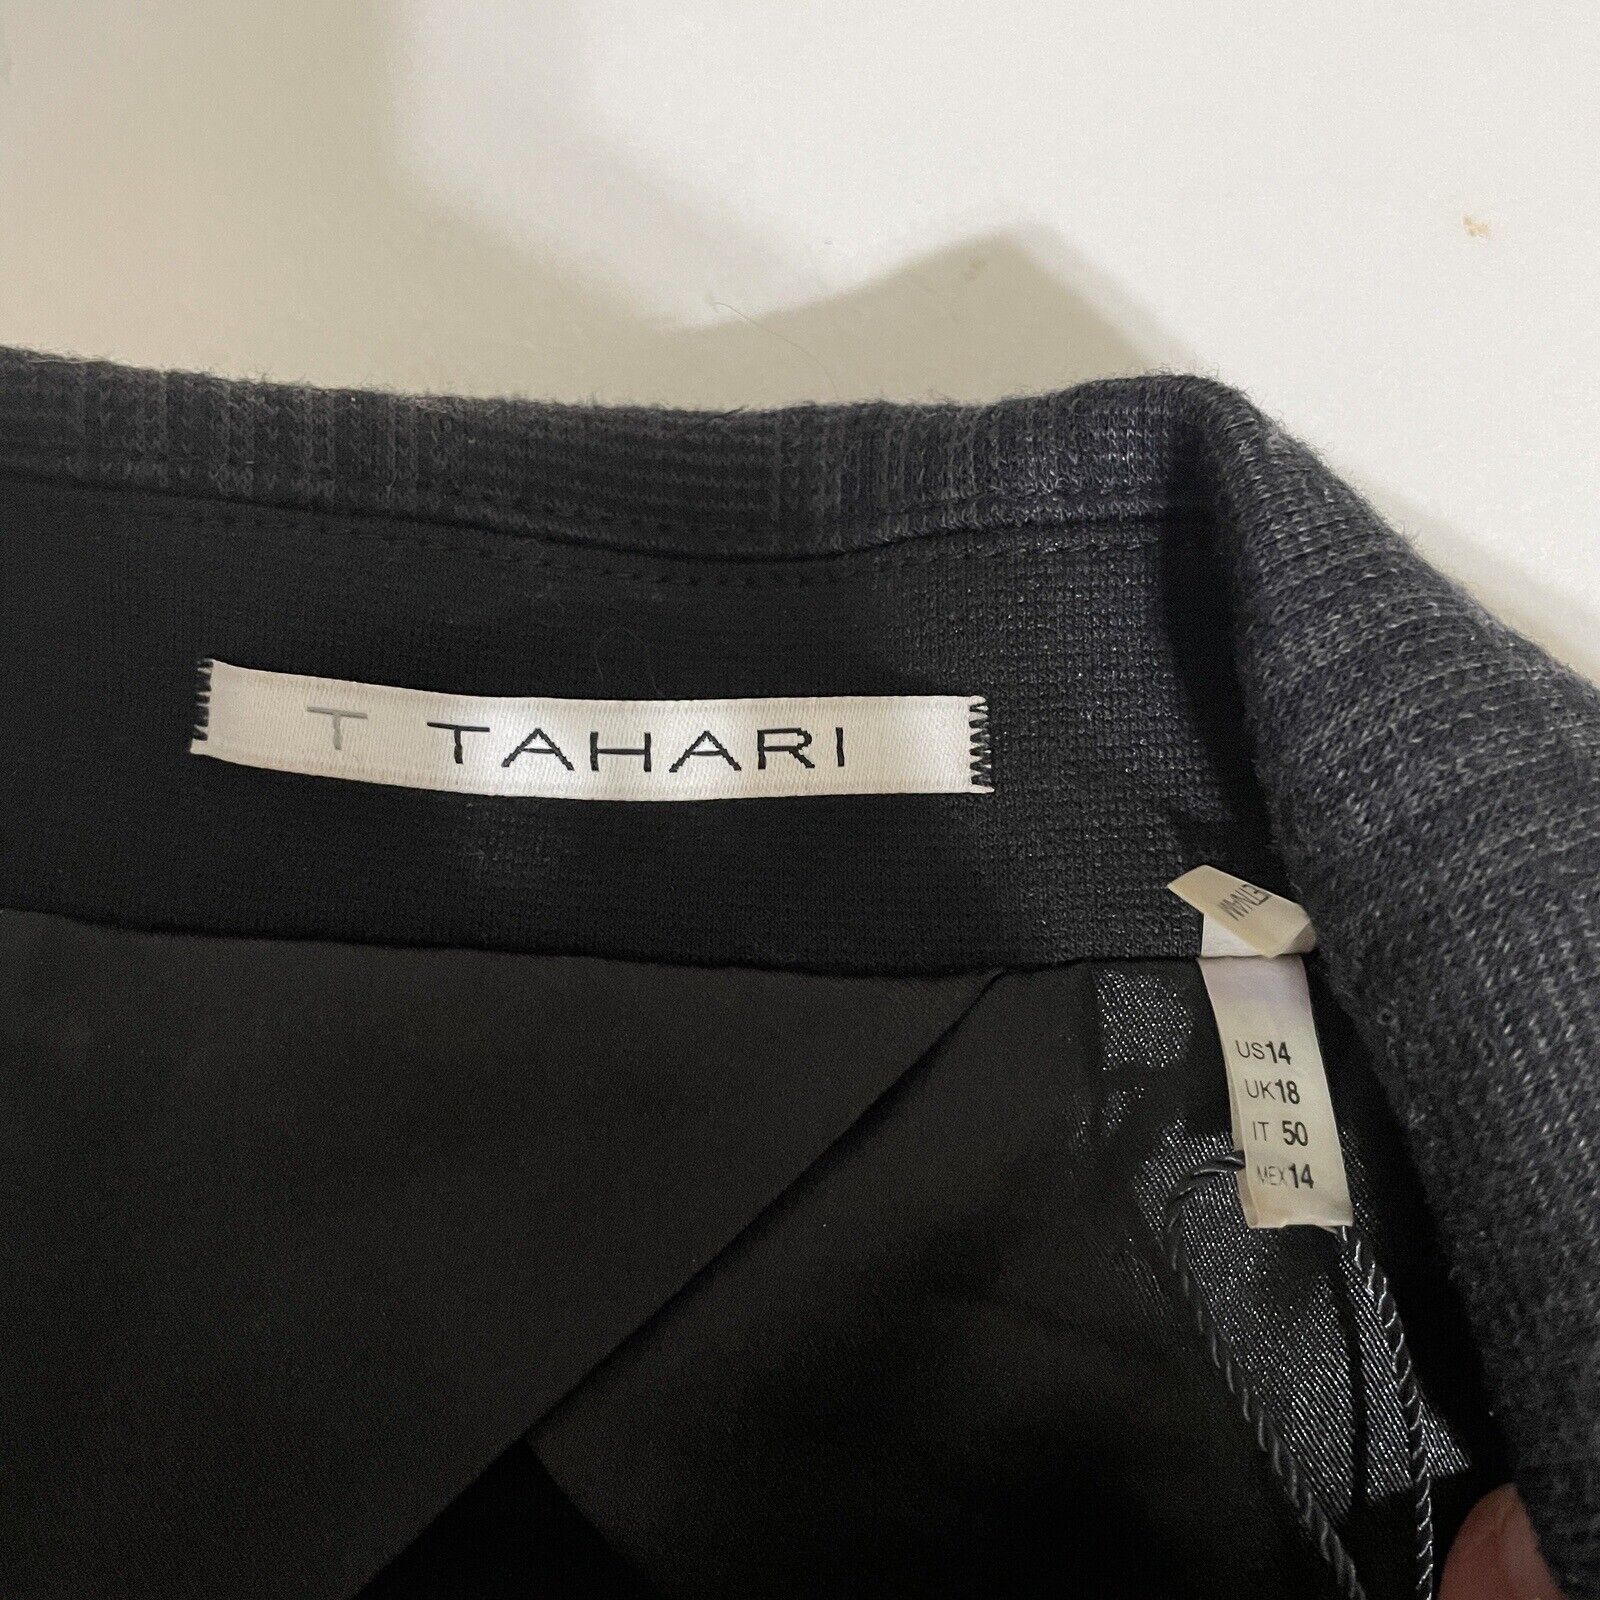 T TAHARI
US14
UK18
IT 50
MEX14